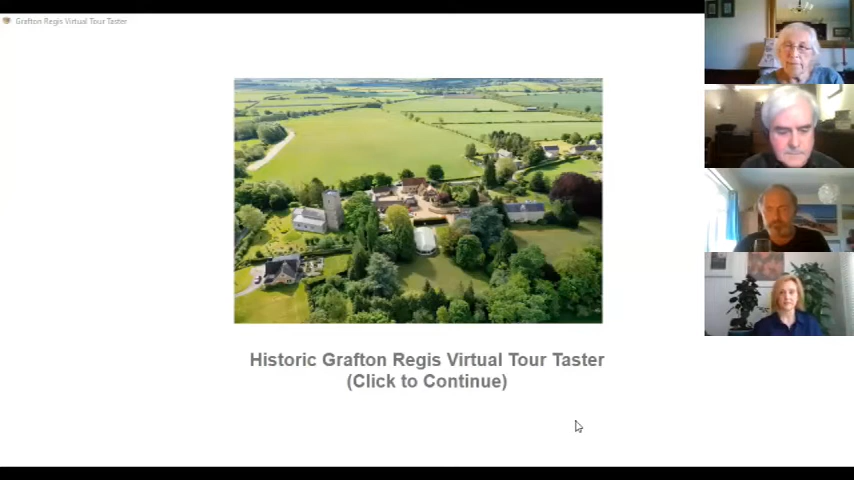 Grafton Regis Virtual Tour Taster
Historic Grafton Regis Virtual Tour Taster
(Click to Continue)